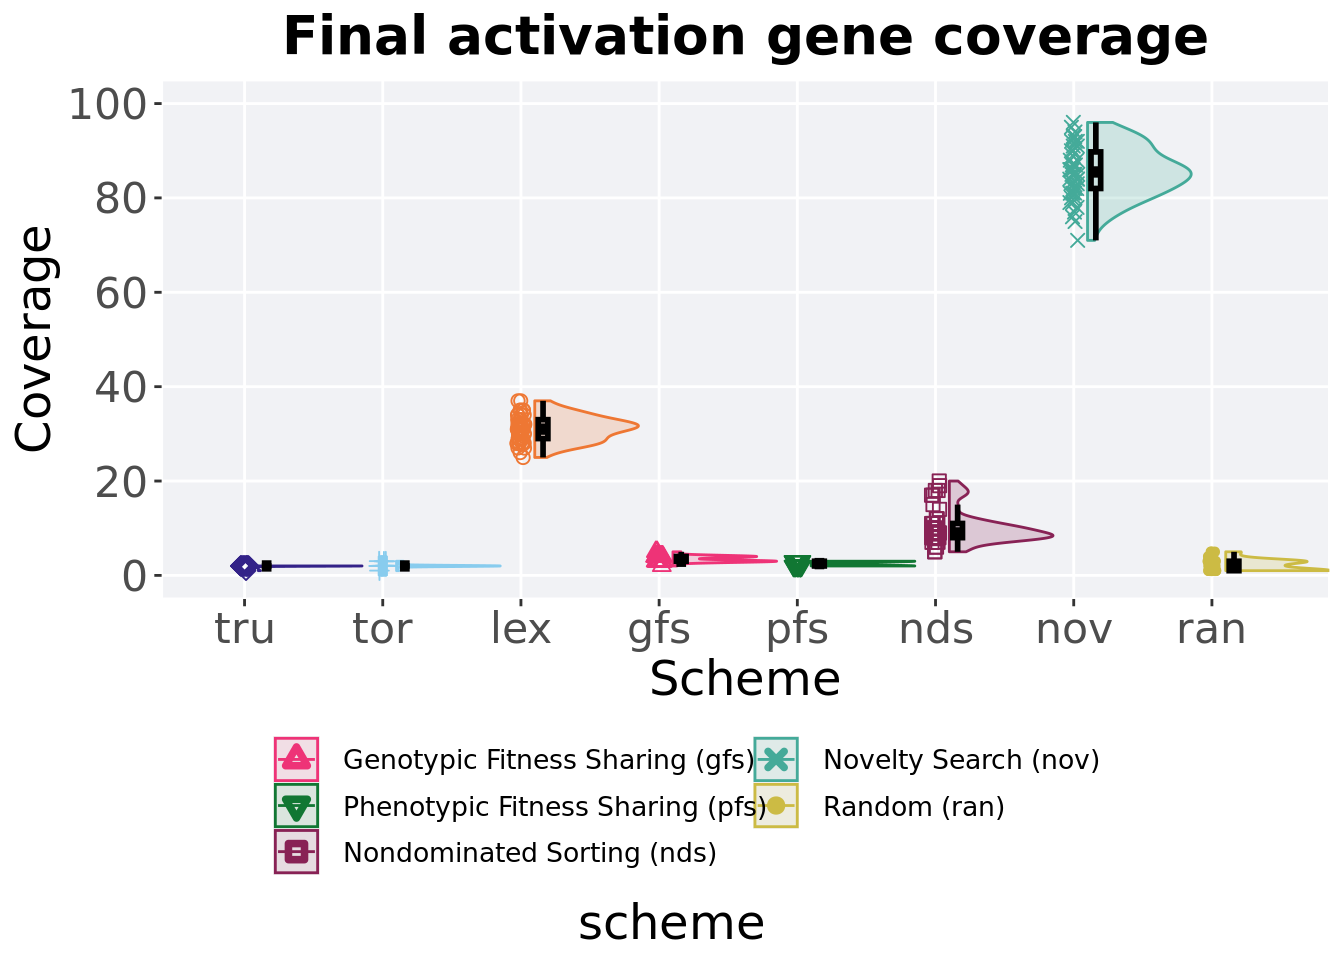 Final activation gene coverage
Coverage
100
80
60
40
20
0
tru tor lex gfs pfs nds nov ran
Scheme
Genotypic Fitness Sharing (gfs) Novelty Search (nov)
Phenotypic Fitness Sharing (pfs) Random (ran)
Nondominated Sorting (nds)
scheme